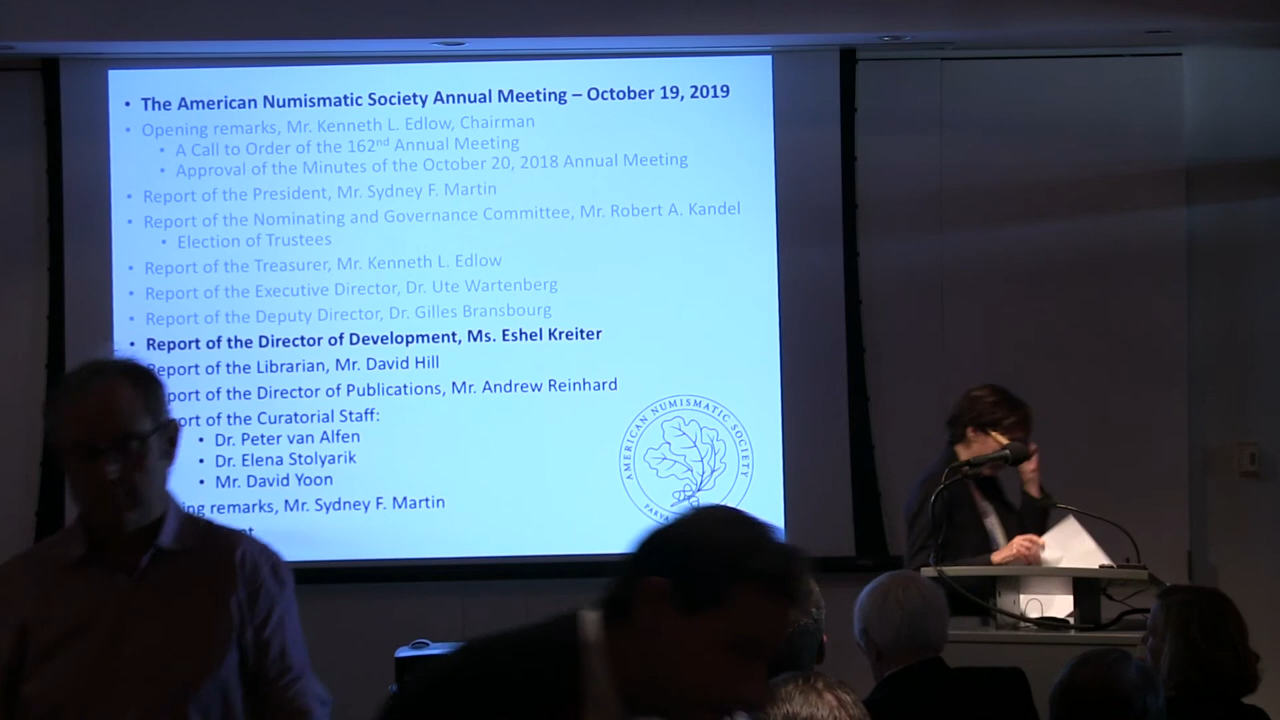 • The American Numismatic Society Annual Meeting – October 19, 2019
• Opening remarks, Mr. Kenneth L. Edlow, Chairman
• A Call to Order of the 162nd Annual Meeting
• Approval of the Minutes of the October 20, 2018 Annual Meeting
• Report of the President, Mr. Sydney F. Martin
• Report of the Nominating and Governance Committee, Mr. Robert A. Kandel
• Election of Trustees
• Report of the Treasurer, Mr. Kenneth L. Edlow
• Report of the Executive Director, Dr. Ute Wartenberg
• Report of the Deputy Director, Dr. Gilles Bransbourg
• Report of the Director of Development, Ms. Eshel Kreiter
Report of the Librarian, Mr. David Hill
port of the Director of Publications, Mr. Andrew Reinhard
ort of the Curatorial Staff:
• Dr. Peter van Alfen
• Dr. Elena Stolyarik
• Mr. David Yoon
ng remarks, Mr. Sydney F. Martin
AMERICAN NUMISMATIC SOCIETY
PARVA